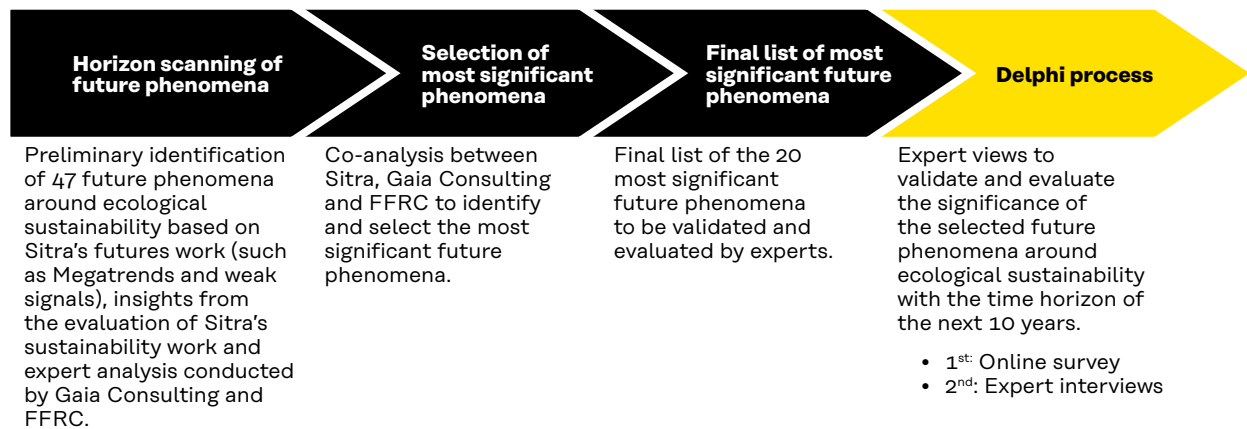 Horizon scanning of
future phenomena
Preliminary identification
of 47 future phenomena
around ecological
sustainability based on
Sitra's futures work (such
as Megatrends and weak
signals), insights from
the evaluation of Sitra's
sustainability work and
expert analysis conducted
by Gaia Consulting and
FFRC.
Selection of
most significant
phenomena
Co-analysis between
Sitra, Gaia Consulting
and FFRC to identify
and select the most
significant future
phenomena.
Final list of most
significant future
phenomena
Final list of the 20
most significant
future phenomena
to be validated and
evaluated by experts.
Delphi process
Expert views to
validate and evaluate
the significance of
the selected future
phenomena around
ecological sustainability
with the time horizon of
the next 10 years.
• 1st: Online survey
• 2nd: Expert interviews